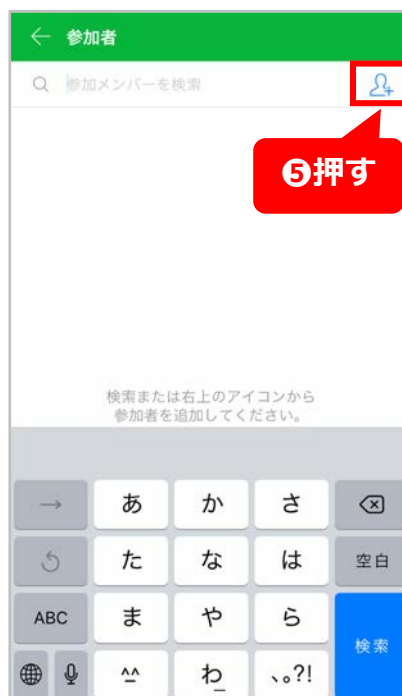 ← 参加者
参加メンバーを検索
❺押す
検索または右上のアイコンから
参加者を追加してください。
→ あ か さ
た な は 空白
ABC ま や ら
^^ わ_ 、。?! 検索